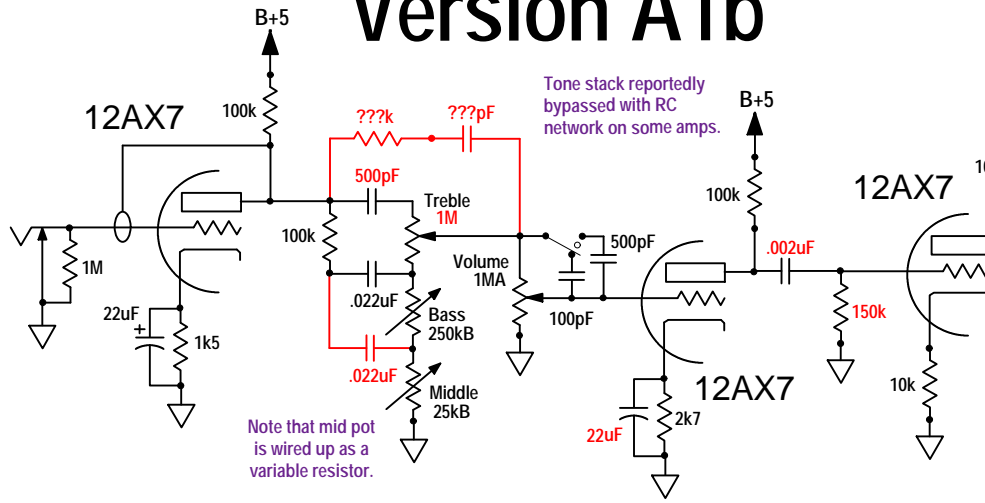 Version A1b
B+5
Tone stack reportedly
bypassed with RC
network on some amps.
B+5
12AX7
100k
???k
???pF
500pF
Treble
1M
100k
100k
12AX7
10
1M
Volume
1MA
500pF
.002uF
.022uF
100pF
22uF
+
1k5
Bass
250kB
150k
.022uF
Middle
25kB
12AX7
10k
Note that mid pot
is wired up as a
variable resistor.
22uF
2k7